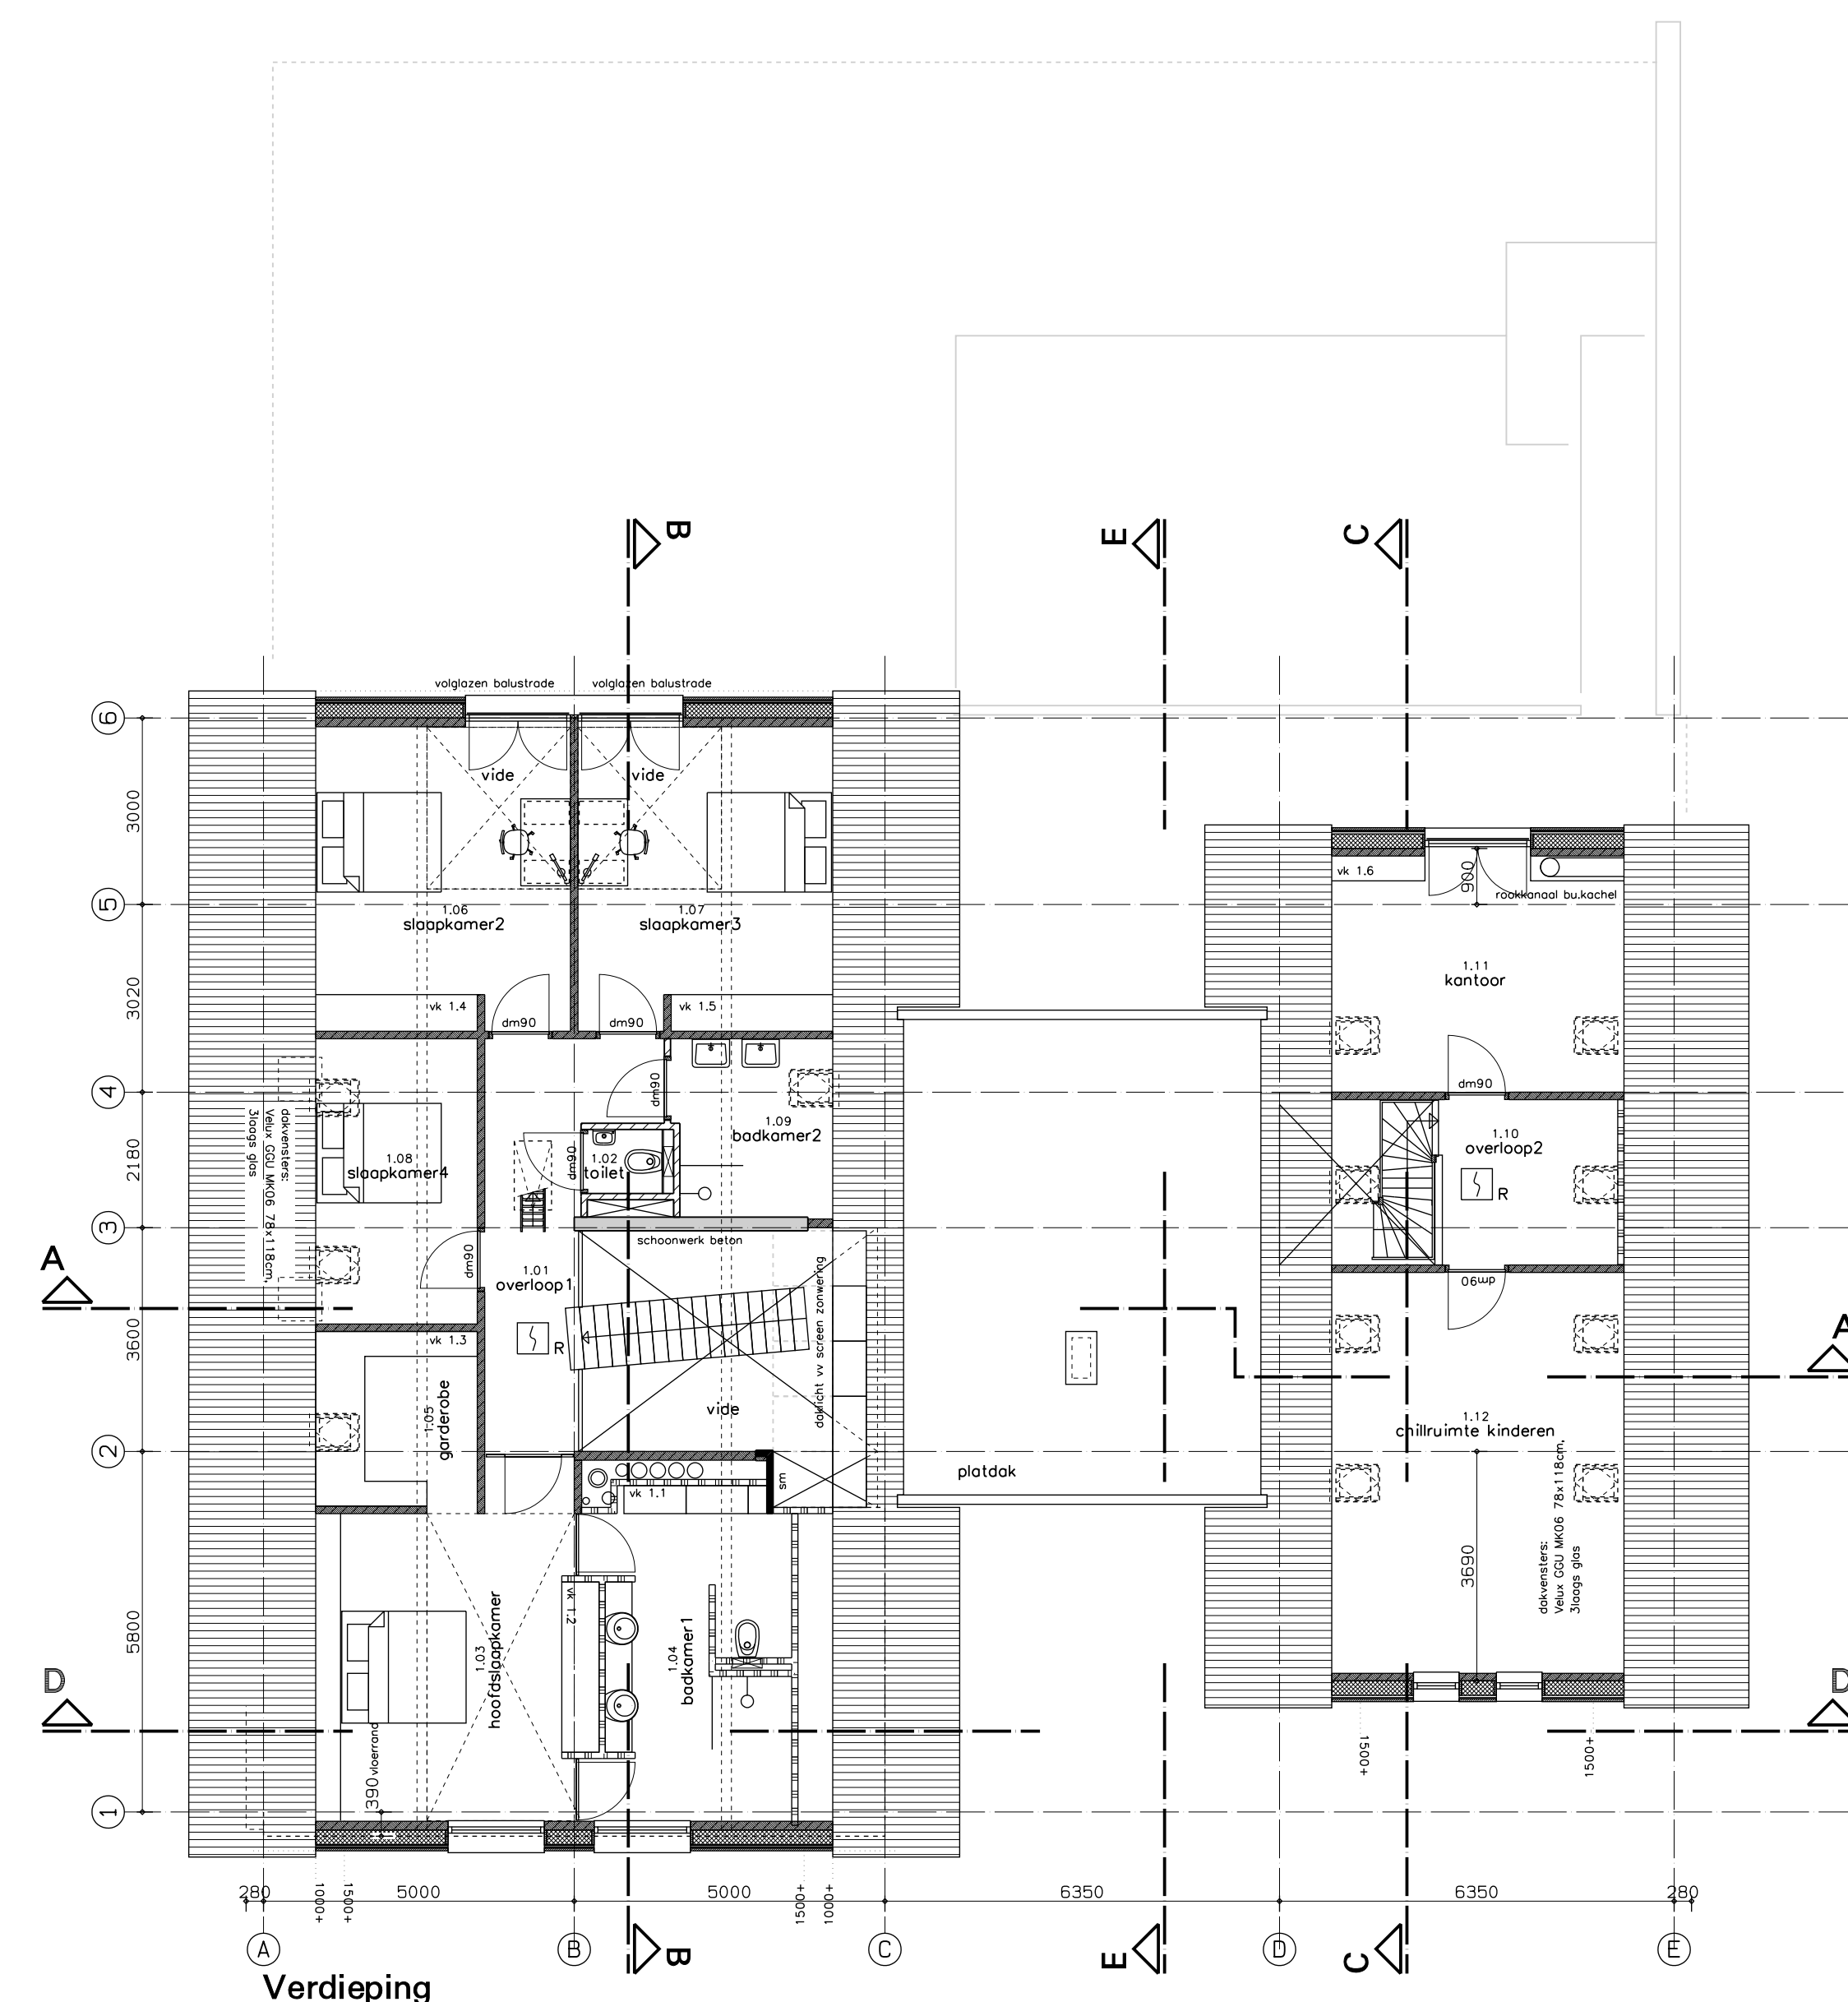 B
E
C
volglazen balustrade
volglazen balustrade
6
vide
vide
3000
vk 1.6
900
rookkanaal bu.kachel
5
1.06
slaapkamer2
1.07
slaapkamer3
1.11
kantoor
3020
vk 1.4
vk 1.5
dm90
dm90
4
dm90
dm90
dakvensters:
Velux GGU MK06 78x118cm,
3laags glas
1.09
badkamer2
1.10
overloop2
2180
1.08
slaapkamer4
dm90
1.02
toilet
R
3
schoonwerk beton
A
dm90
1.01
overloop1
daklicht vv screen zonwering
dm90
A
3600
vk 1.3
R
1.05
garderobe
vide
1.12
chillruimte kinderen
2
platdak
sm
vk 1.1
dakvensters:
Velux GGU MK06 78x118cm,
3laags glas
3690
5800
vk 1.2
1.03
hoofdslaapkamer
1.04
badkamer1
D
D
390 vloerrand
1500+
1500+
1
280
1000+
1500+
5000
5000
1500+
1000+
6350
6350
280
A
B
B
C
E
D
C
E
Verdieping